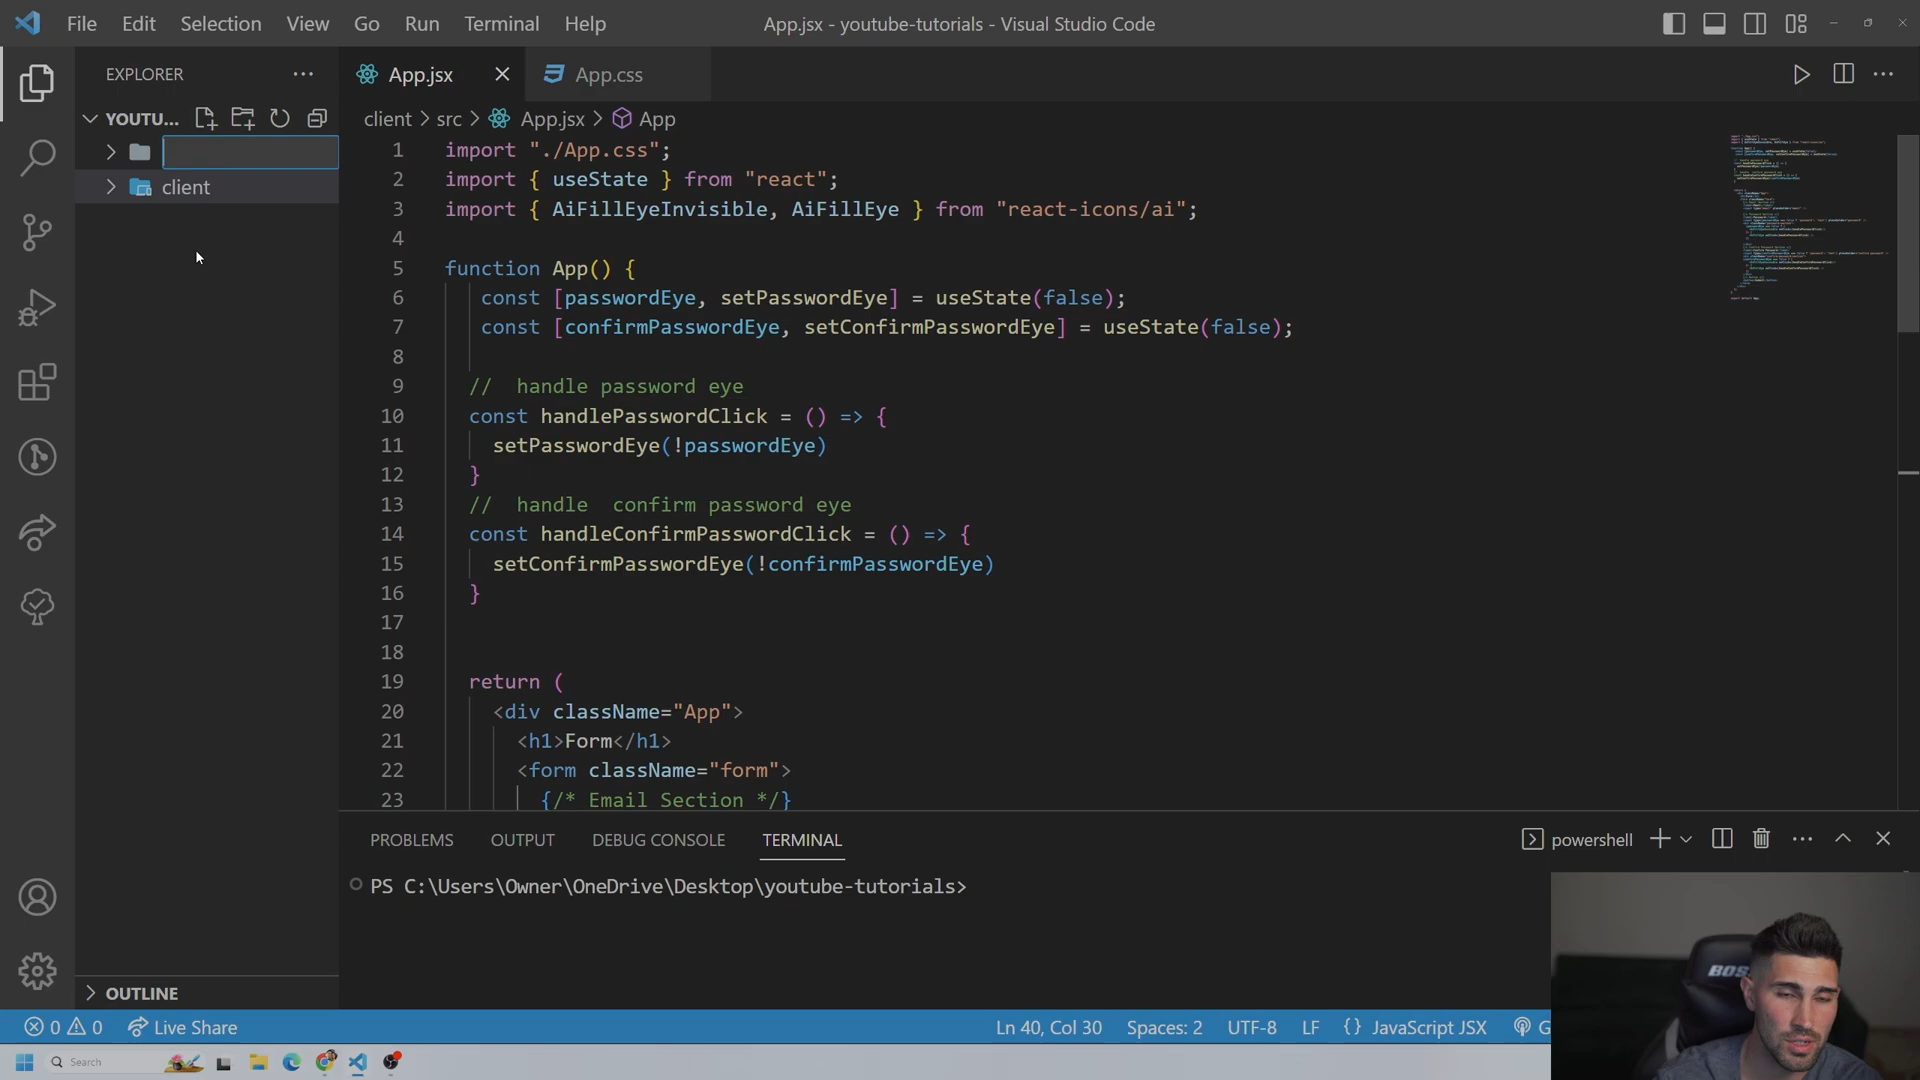 File Edit Selection View Go Run Terminal Help
App.jsx - youtube-tutorials - Visual Studio Code
EXPLORER
YOUTU...
client
App.jsx
App.css
client > src > App.jsx > App
1 import "./App.css";
2 import { useState } from "react";
3 import { AiFillEyeInvisible, AiFillEye } from "react-icons/ai";
4
5 function App() {
6 const [passwordEye, setPasswordEye] = useState(false);
7 const [confirmPasswordEye, setConfirmPasswordEye] = useState(false);
8
9 // handle password eye
10 const handlePasswordClick = () => {
11 setPasswordEye(!passwordEye)
12 }
13 // handle  confirm password eye
14 const handleConfirmPasswordClick = () => {
15 setConfirmPasswordEye(!confirmPasswordEye)
16 }
17
18
19 return (
20 <div className="App">
21 <h1>Form</h1>
22 <form className="form">
23 {/* Email Section */}
PROBLEMS OUTPUT DEBUG CONSOLE TERMINAL
powershell
PS C:\Users\Owner\OneDrive\Desktop\youtube-tutorials>
OUTLINE
0 0 Live Share
Ln 40, Col 30 Spaces: 2 UTF-8 LF {} JavaScript JSX G
Search
BOS